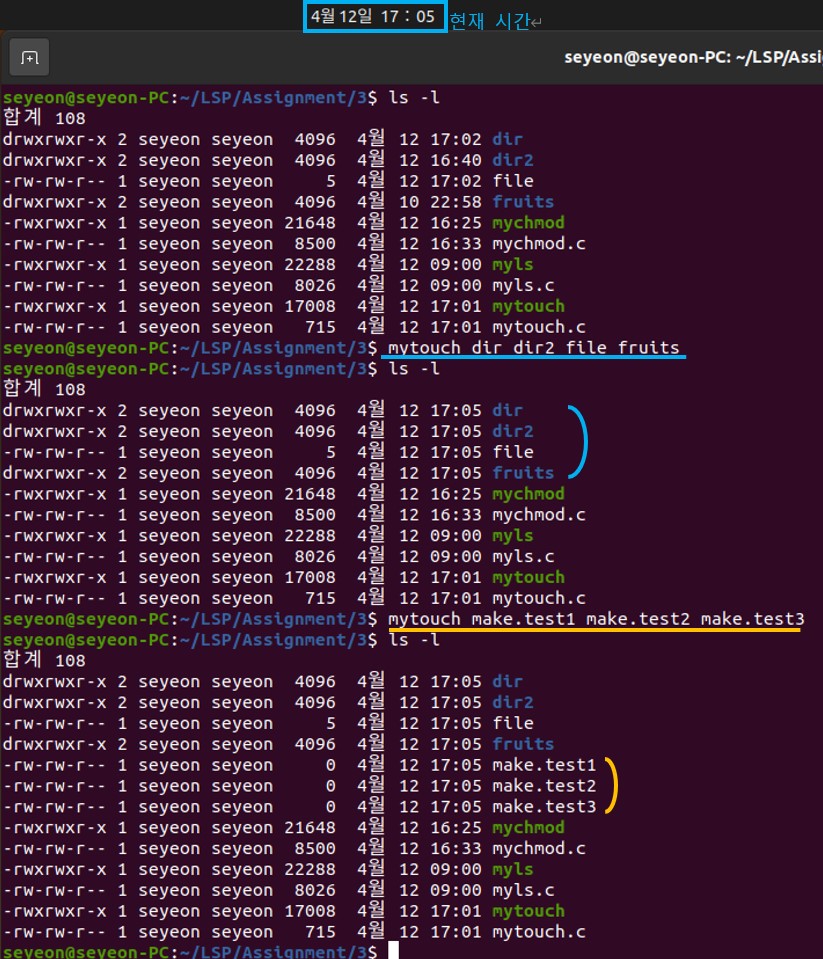 4월 12일 17 : 05 현재 시간↵
seyeon@seyeon-PC: ~/LSP/Assi
seyeon@seyeon-PC:~/LSP/Assignment/3$ ls -l
합계 108
drwxrwxr-x 2 seyeon seyeon  4096  4월 12 17:02 dir
drwxrwxr-x 2 seyeon seyeon  4096  4월 12 16:40 dir2
-rw-rw-r-- 1 seyeon seyeon     5  4월 12 17:02 file
drwxrwxr-x 2 seyeon seyeon  4096  4월 10 22:58 fruits
-rwxrwxr-x 1 seyeon seyeon 21648  4월 12 16:25 mychmod
-rw-rw-r-- 1 seyeon seyeon  8500  4월 12 16:33 mychmod.c
-rwxrwxr-x 1 seyeon seyeon 22288  4월 12 09:00 myls
-rw-rw-r-- 1 seyeon seyeon  8026  4월 12 09:00 myls.c
-rwxrwxr-x 1 seyeon seyeon 17008  4월 12 17:01 mytouch
-rw-rw-r-- 1 seyeon seyeon   715  4월 12 17:01 mytouch.c
seyeon@seyeon-PC:~/LSP/Assignment/3$ mytouch dir dir2 file fruits
seyeon@seyeon-PC:~/LSP/Assignment/3$ ls -l
합계 108
drwxrwxr-x 2 seyeon seyeon  4096  4월 12 17:05 dir
drwxrwxr-x 2 seyeon seyeon  4096  4월 12 17:05 dir2
-rw-rw-r-- 1 seyeon seyeon     5  4월 12 17:05 file
drwxrwxr-x 2 seyeon seyeon  4096  4월 12 17:05 fruits
-rwxrwxr-x 1 seyeon seyeon 21648  4월 12 16:25 mychmod
-rw-rw-r-- 1 seyeon seyeon  8500  4월 12 16:33 mychmod.c
-rwxrwxr-x 1 seyeon seyeon 22288  4월 12 09:00 myls
-rw-rw-r-- 1 seyeon seyeon  8026  4월 12 09:00 myls.c
-rwxrwxr-x 1 seyeon seyeon 17008  4월 12 17:01 mytouch
-rw-rw-r-- 1 seyeon seyeon   715  4월 12 17:01 mytouch.c
seyeon@seyeon-PC:~/LSP/Assignment/3$ mytouch make.test1 make.test2 make.test3
seyeon@seyeon-PC:~/LSP/Assignment/3$ ls -l
합계 108
drwxrwxr-x 2 seyeon seyeon  4096  4월 12 17:05 dir
drwxrwxr-x 2 seyeon seyeon  4096  4월 12 17:05 dir2
-rw-rw-r-- 1 seyeon seyeon     5  4월 12 17:05 file
drwxrwxr-x 2 seyeon seyeon  4096  4월 12 17:05 fruits
-rw-rw-r-- 1 seyeon seyeon     0  4월 12 17:05 make.test1
-rw-rw-r-- 1 seyeon seyeon     0  4월 12 17:05 make.test2
-rw-rw-r-- 1 seyeon seyeon     0  4월 12 17:05 make.test3
-rwxrwxr-x 1 seyeon seyeon 21648  4월 12 16:25 mychmod
-rw-rw-r-- 1 seyeon seyeon  8500  4월 12 16:33 mychmod.c
-rwxrwxr-x 1 seyeon seyeon 22288  4월 12 09:00 myls
-rw-rw-r-- 1 seyeon seyeon  8026  4월 12 09:00 myls.c
-rwxrwxr-x 1 seyeon seyeon 17008  4월 12 17:01 mytouch
-rw-rw-r-- 1 seyeon seyeon   715  4월 12 17:01 mytouch.c
seyeon@seyeon-PC:~/LSP/Assignment/3$